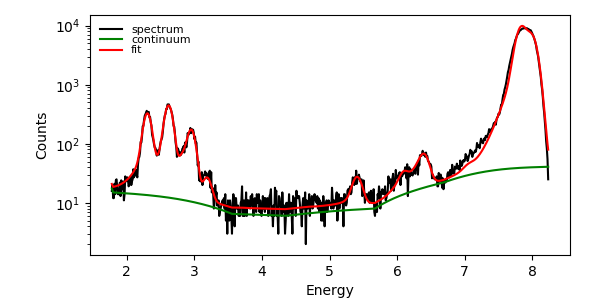 10⁴
10³
10²
10¹
Counts
spectrum
continuum
fit
2 3 4 5 6 7 8
Energy